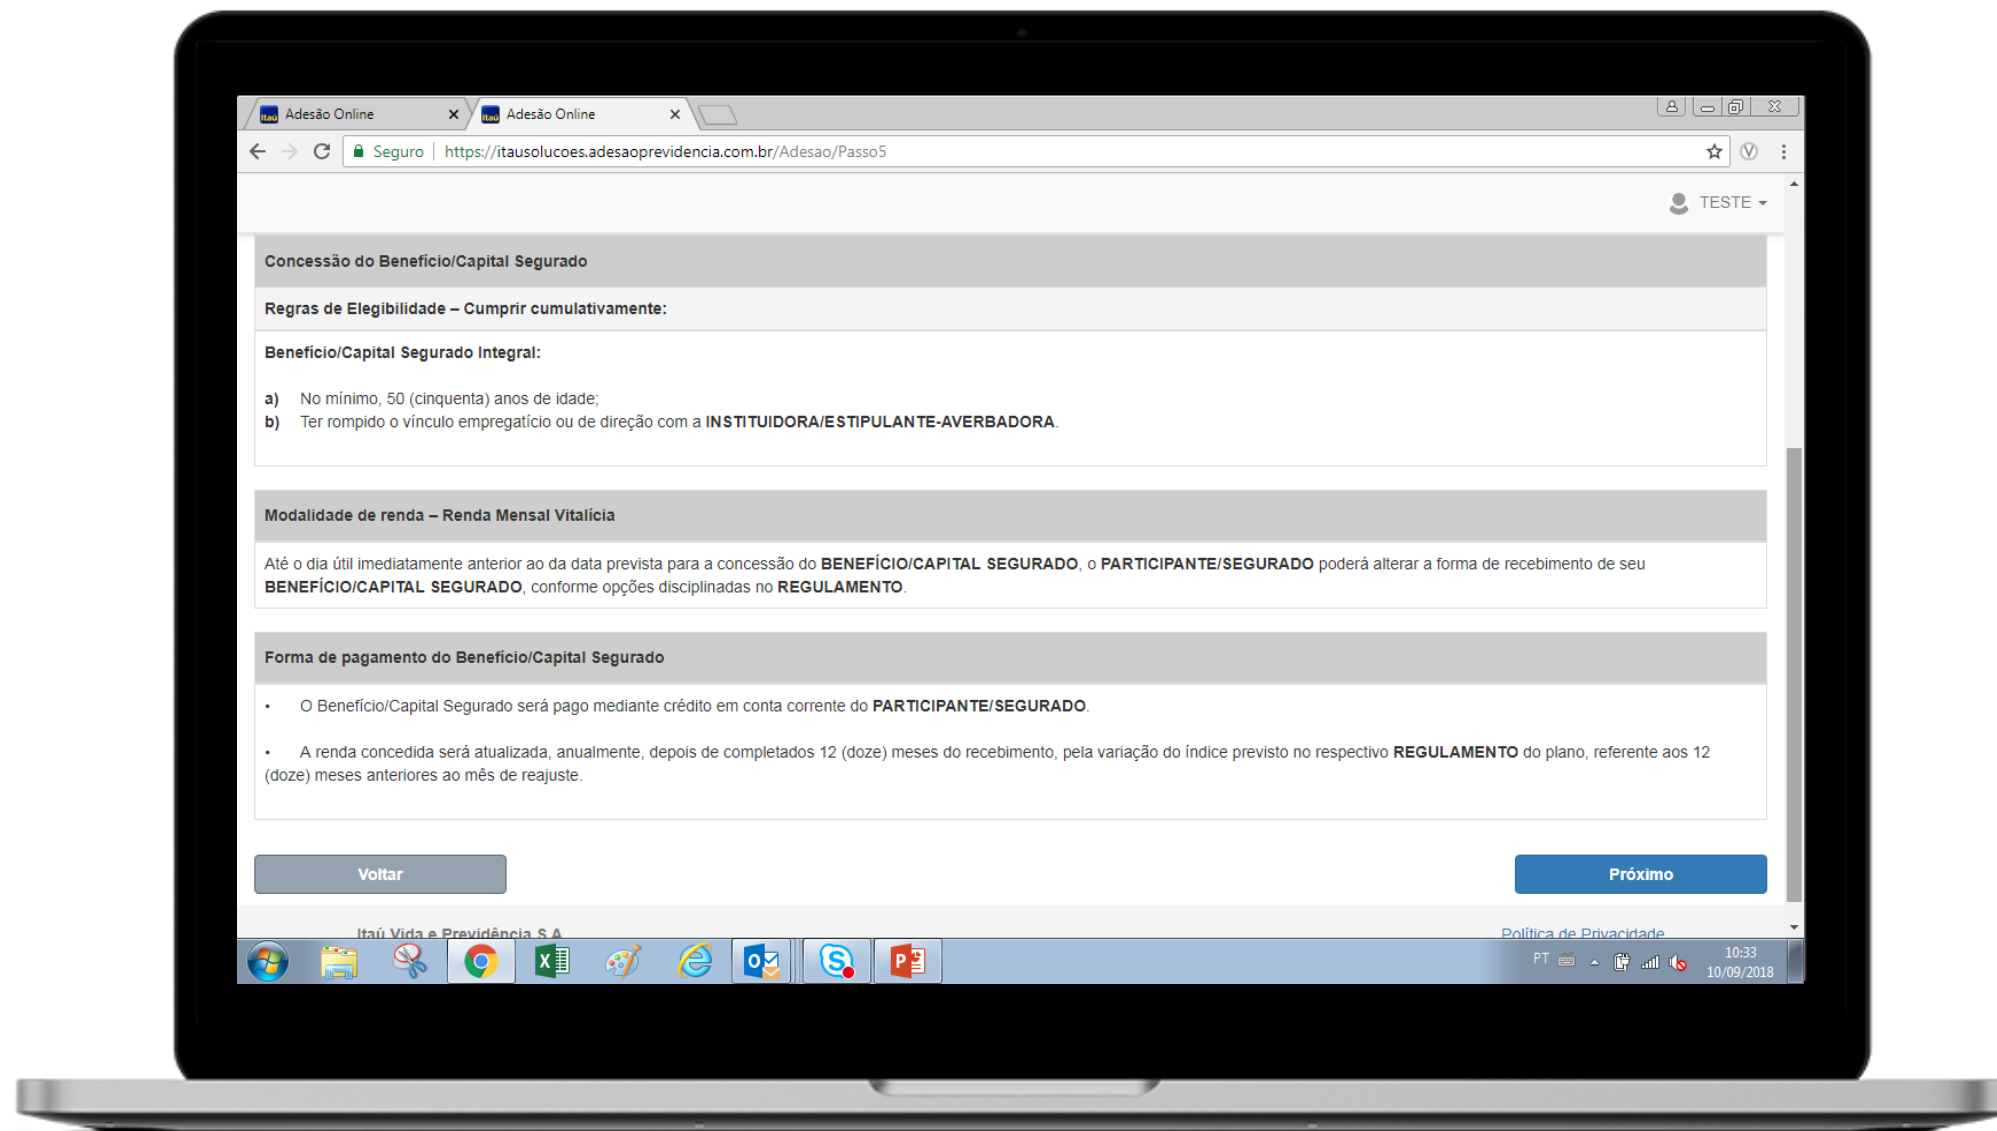 Adesão Online
Adesão Online
Seguro | https://itausolucoes.adesaoprevidencia.com.br/Adesao/Passo5
TESTE
Concessão do Benefício/Capital Segurado
Regras de Elegibilidade – Cumprir cumulativamente:
Benefício/Capital Segurado Integral:
a) No mínimo, 50 (cinquenta) anos de idade;
b) Ter rompido o vínculo empregatício ou de direção com a INSTITUIDORA/ESTIPULANTE-AVERBADORA.
Modalidade de renda – Renda Mensal Vitalícia
Até o dia útil imediatamente anterior ao da data prevista para a concessão do BENEFÍCIO/CAPITAL SEGURADO, o PARTICIPANTE/SEGURADO poderá alterar a forma de recebimento de seu
BENEFÍCIO/CAPITAL SEGURADO, conforme opções disciplinadas no REGULAMENTO.
Forma de pagamento do Benefício/Capital Segurado
• O Benefício/Capital Segurado será pago mediante crédito em conta corrente do PARTICIPANTE/SEGURADO.
• A renda concedida será atualizada, anualmente, depois de completados 12 (doze) meses do recebimento, pela variação do índice previsto no respectivo REGULAMENTO do plano, referente aos 12
(doze) meses anteriores ao mês de reajuste.
Voltar
Próximo
Itaú Vida e Previdência S.A
Política de Privacidade
PT
10:33
10/09/2018